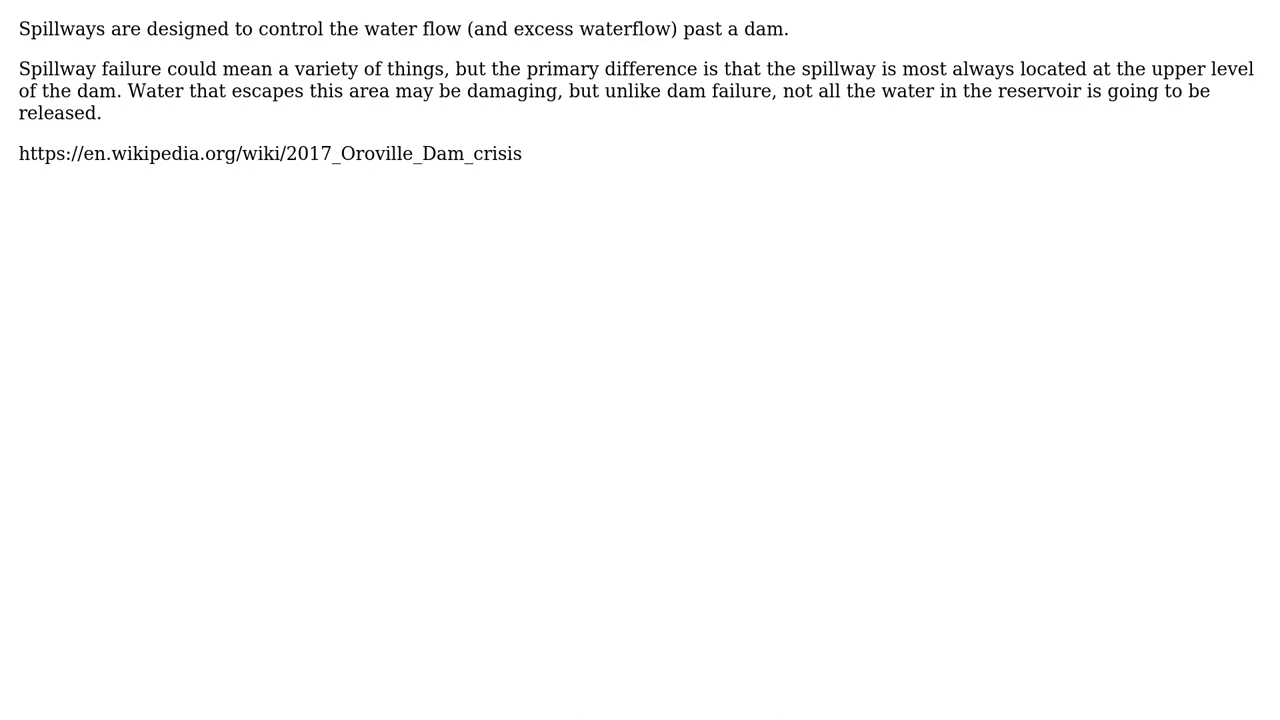 Spillways are designed to control the water flow (and excess waterflow) past a dam.
Spillway failure could mean a variety of things, but the primary difference is that the spillway is most always located at the upper level
of the dam. Water that escapes this area may be damaging, but unlike dam failure, not all the water in the reservoir is going to be
released.
https://en.wikipedia.org/wiki/2017_Oroville_Dam_crisis